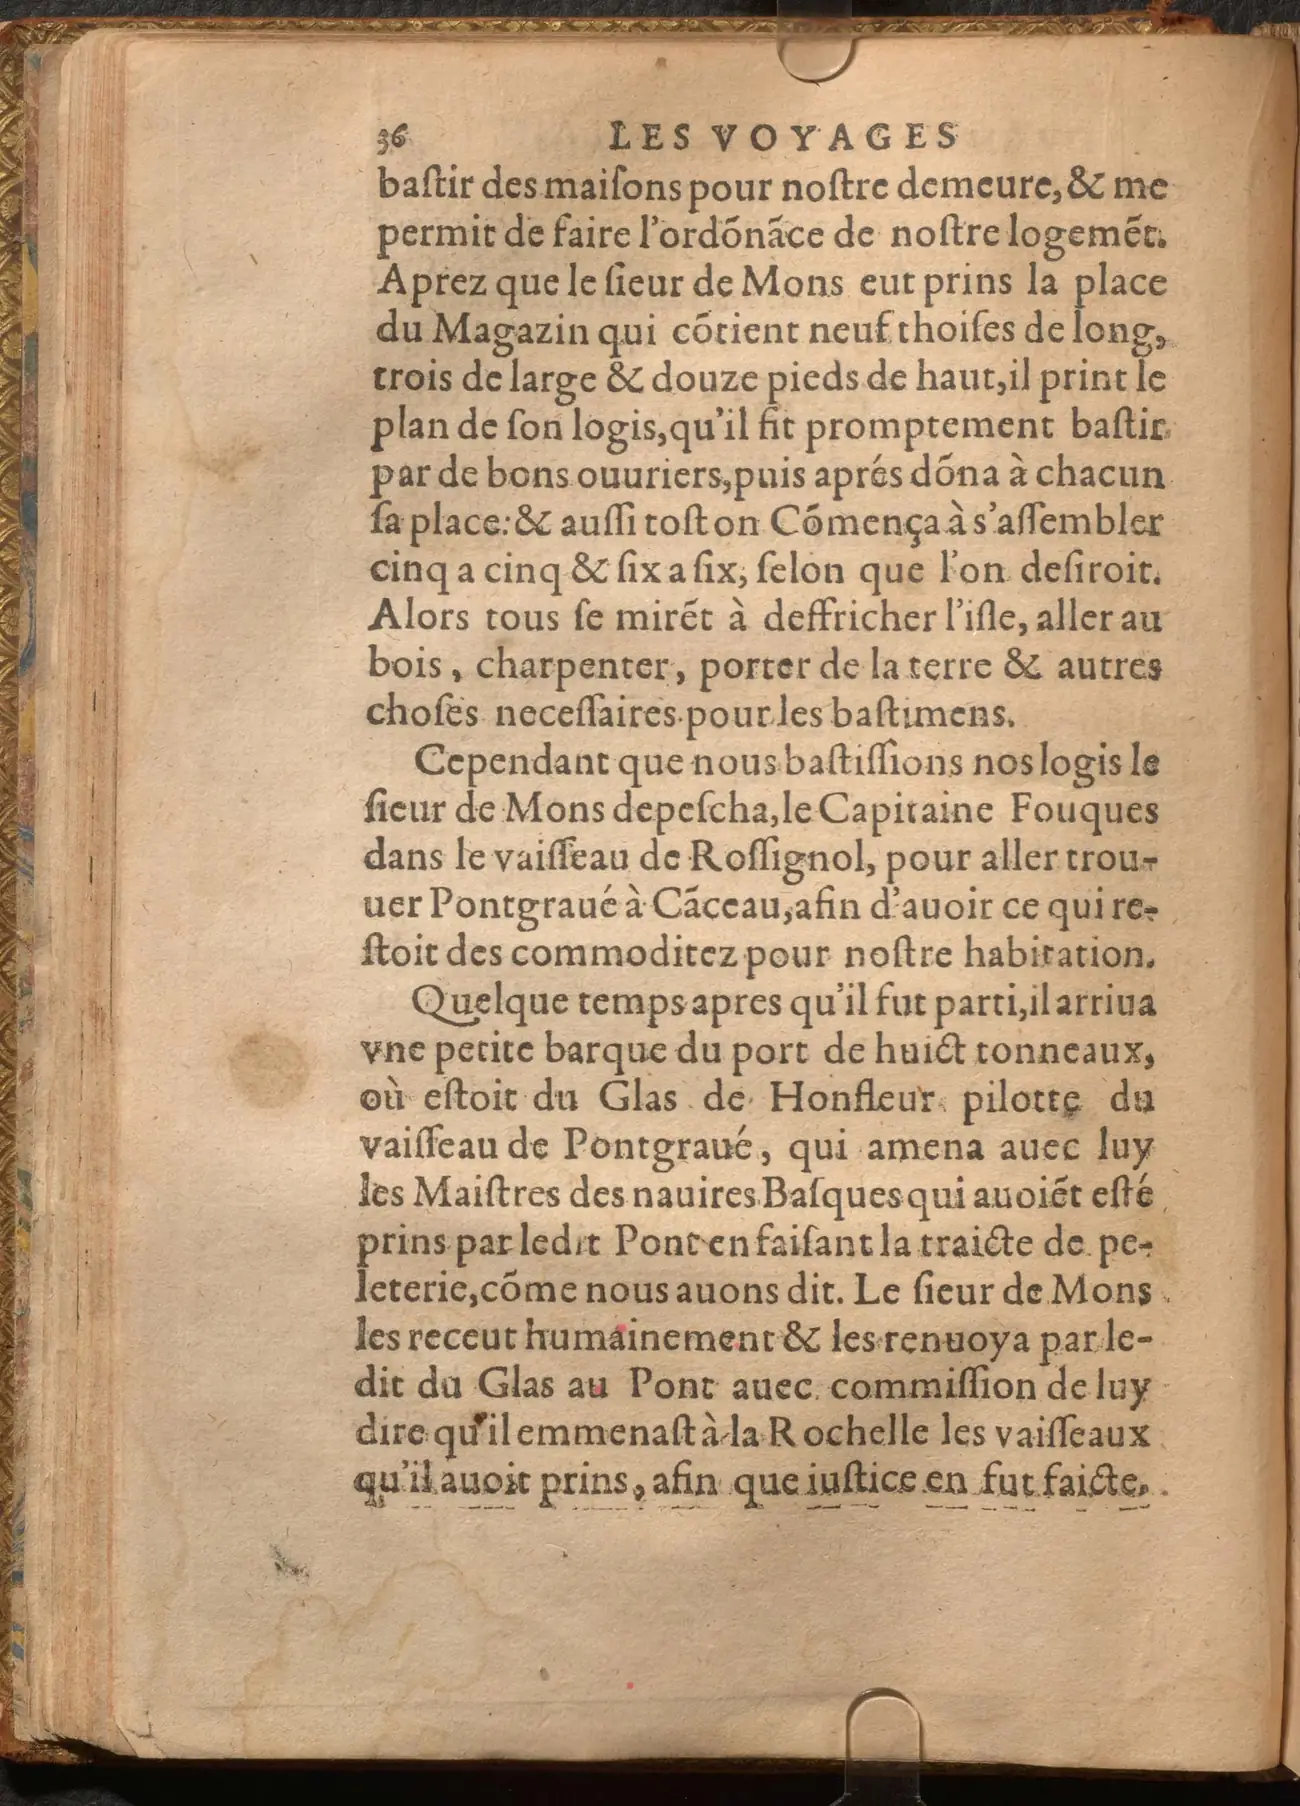 36 LES VOYAGES
baſtir des maiſons pour noſtre demeure, & me
permit de faire l'ordõnãce de noſtre logemẽt.
Aprez que le ſieur de Mons eut prins la place
du Magazin qui cõtient neuf thoiſes de long,
trois de large & douze pieds de haut, il print le
plan de ſon logis, qu'il fit promptement baſtir
par de bons ouuriers, puis aprés dõna à chacun
ſa place: & auſſi toſt on Cõmença à s'aſſembler
cinq a cinq & ſix a ſix, ſelon que l'on deſiroit.
Alors tous ſe mirẽt à deffricher l'iſle, aller au
bois, charpenter, porter de la terre & autres
choſes neceſſaires pour les baſtimens.
Cependant que nous baſtiſſions nos logis le
ſieur de Mons depeſcha, le Capitaine Fouques
dans le vaiſſeau de Roſſignol, pour aller trou-
uer Pontgraué à Cãceau, afin d'auoir ce qui re-
ſtoit des commoditez pour noſtre habitation.
Quelque temps apres qu'il fut parti, il arriua
vne petite barque du port de huict tonneaux,
où eſtoit du Glas de Honfleur pilotte du
vaiſſeau de Pontgraué, qui amena auec luy
les Maiſtres des nauires Baſques qui auoiẽt eſté
prins par ledit Pont en faiſant la traicte de pe-
leterie, cõme nous auons dit. Le ſieur de Mons
les receut humainement & les renuoya par le-
dit du Glas au Pont auec commiſſion de luy
dire qu'il emmenaſt à la Rochelle les vaiſſeaux
qu'il auoit prins, afin que iuſtice en fut faicte.